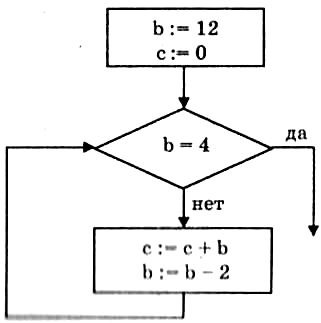 b := 12
c := 0
b = 4
да
нет
c := c + b
b := b – 2